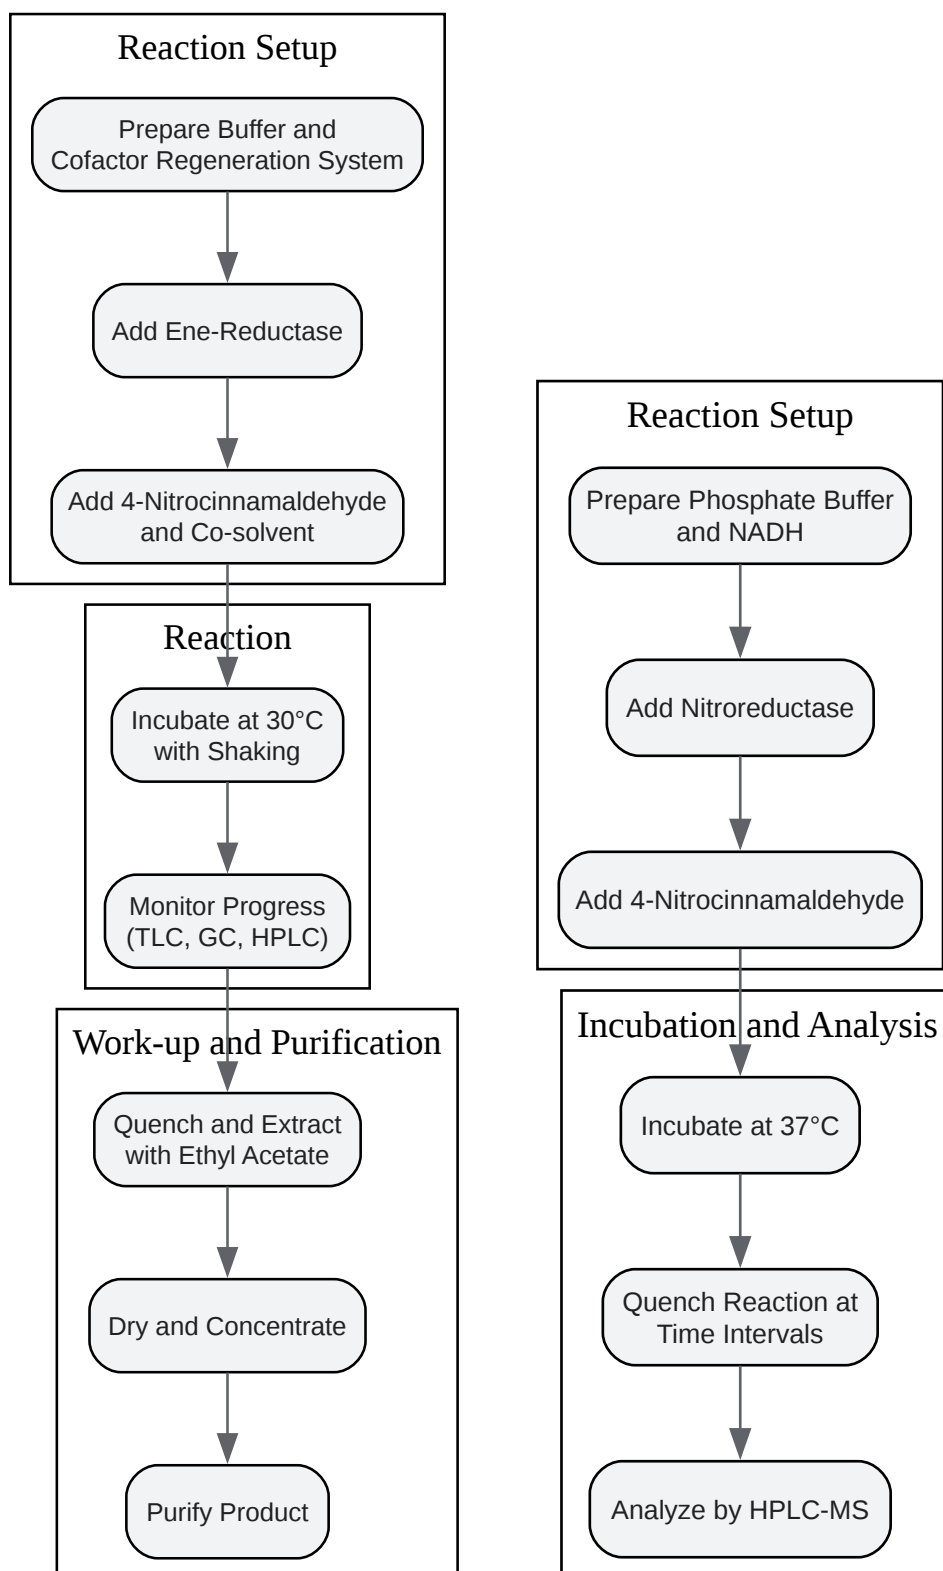 Reaction Setup
Prepare Buffer and
Cofactor Regeneration System
Add Ene-Reductase
Add 4-Nitrocinnamaldehyde
and Co-solvent
Reaction
Incubate at 30°C
with Shaking
Monitor Progress
(TLC, GC, HPLC)
Work-up and Purification
Quench and Extract
with Ethyl Acetate
Dry and Concentrate
Purify Product
Reaction Setup
Prepare Phosphate Buffer
and NADH
Add Nitroreductase
Add 4-Nitrocinnamaldehyde
Incubation and Analysis
Incubate at 37°C
Quench Reaction at
Time Intervals
Analyze by HPLC-MS